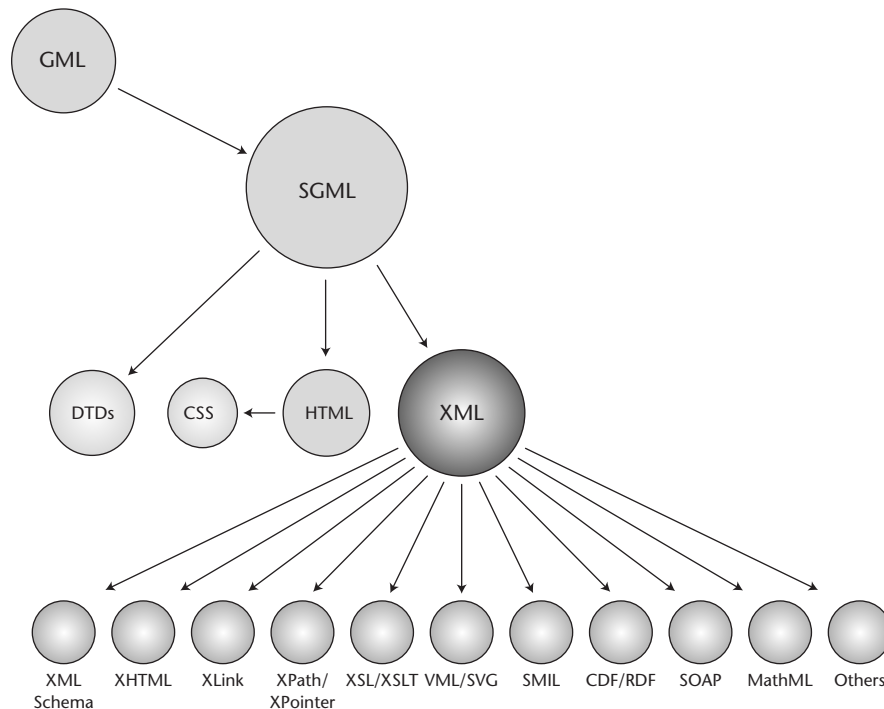 GML
SGML
DTDs
CSS
HTML
XML
XML
Schema
XHTML
XLink
XPath/
XPointer
XSL/XSLT
VML/SVG
SMIL
CDF/RDF
SOAP
MathML
Others